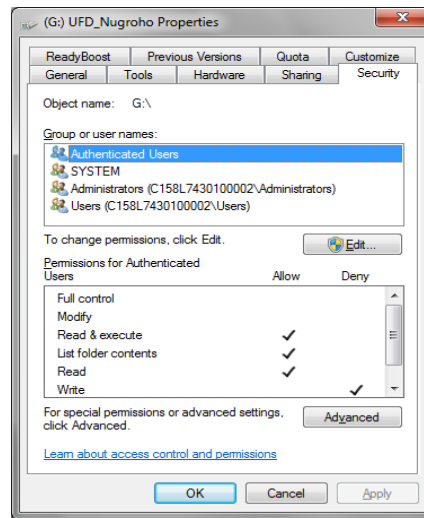 (G:) UFD_Nugroho Properties
ReadyBoost Previous Versions Quota Customize
General Tools Hardware Sharing Security
Object name: G:\
Group or user names:
Authenticated Users
SYSTEM
Administrators (C158L7430100002\Administrators)
Users (C158L7430100002\Users)
To change permissions, click Edit.
Edit...
Permissions for Authenticated
Users Allow Deny
Full control
Modify
Read & execute
List folder contents
Read
Write
For special permissions or advanced settings,
click Advanced.
Advanced
Learn about access control and permissions
OK Cancel Apply